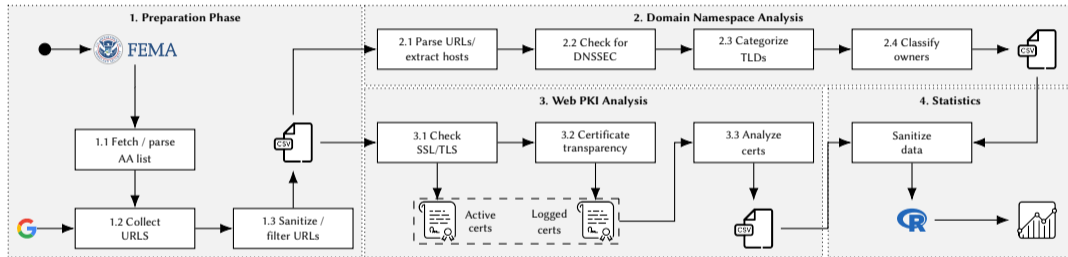 1. Preparation Phase
FEMA
1.1 Fetch / parse
AA list
1.2 Collect
URLS
1.3 Sanitize /
filter URLs
CSV
2. Domain Namespace Analysis
2.1 Parse URLs/
extract hosts
2.2 Check for
DNSSEC
2.3 Categorize
TLDs
2.4 Classify
owners
CSV
3. Web PKI Analysis
3.1 Check
SSL/TLS
3.2 Certificate
transparency
3.3 Analyze
certs
Active
certs
Logged
certs
CSV
4. Statistics
Sanitize
data
R